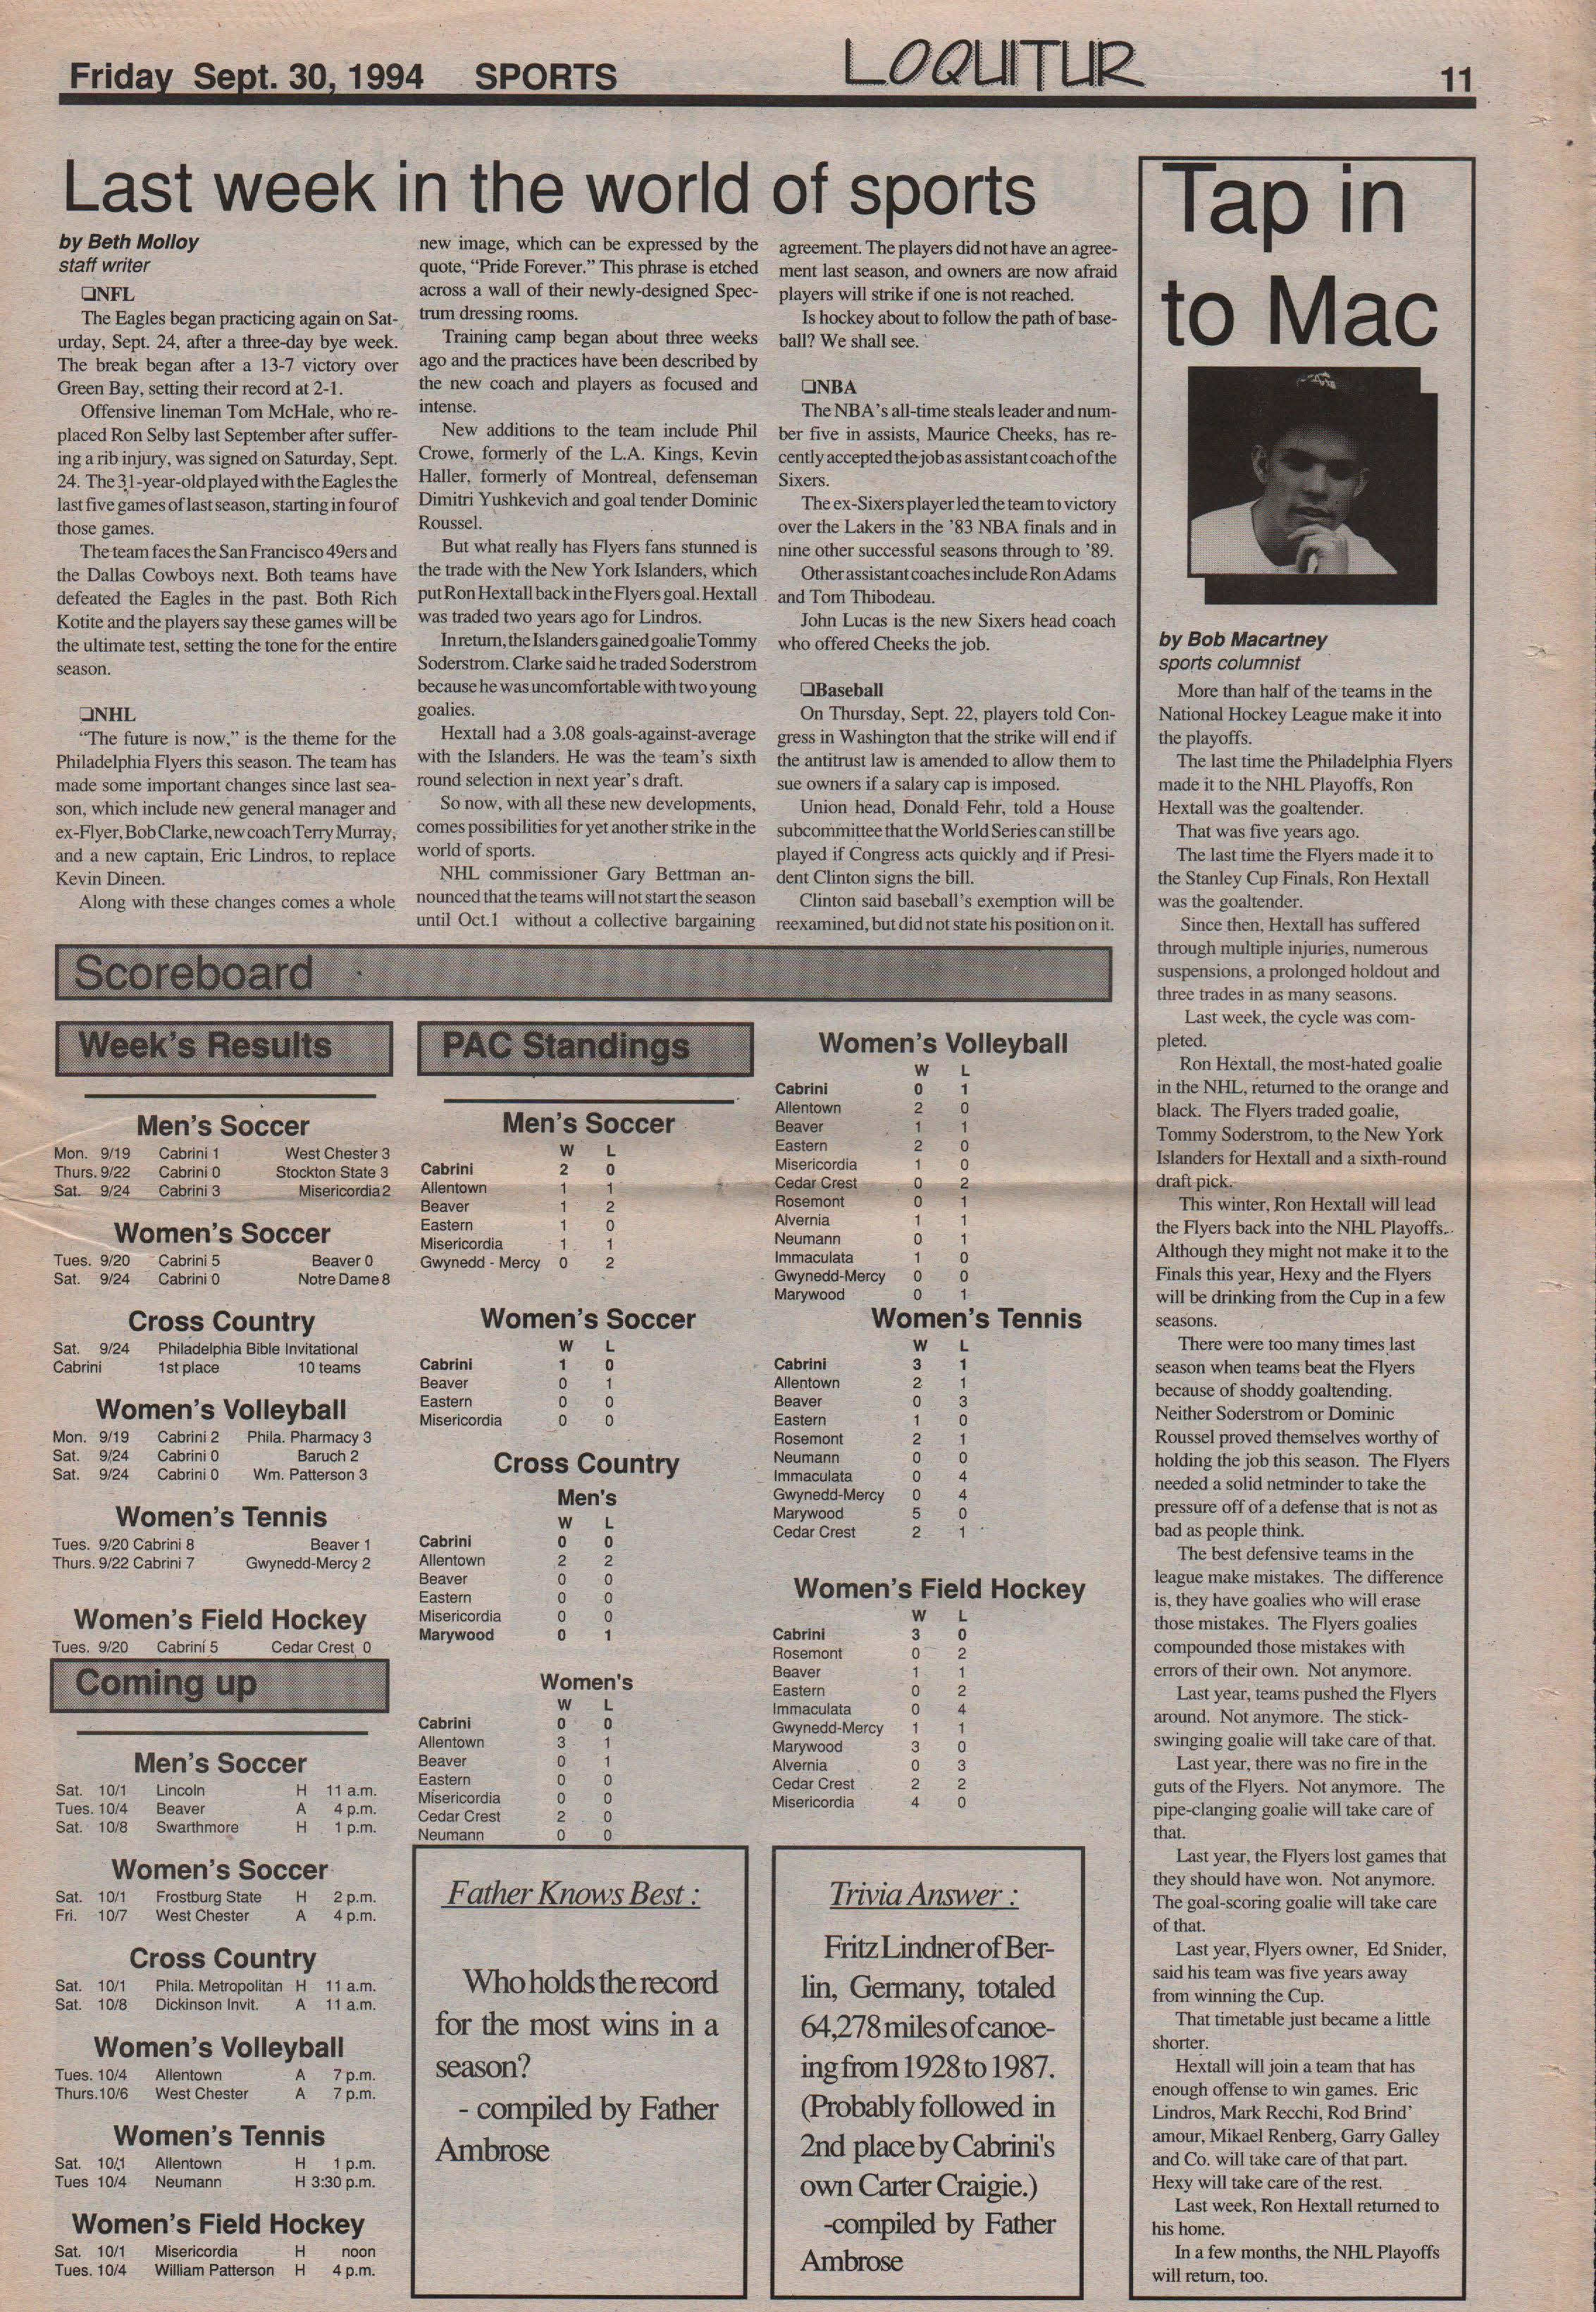 Friday Sept. 30, 1994 SPORTS LOQUITUR 11
Last week in the world of sports
by Beth Molloy
staff writer
❑NFL
The Eagles began practicing again on Sat-
urday, Sept. 24, after a three-day bye week.
The break began after a 13-7 victory over
Green Bay, setting their record at 2-1.
Offensive lineman Tom McHale, who re-
placed Ron Selby last September after suffer-
ing a rib injury, was signed on Saturday, Sept.
24. The 31-year-old played with the Eagles the
last five games of last season, starting in four of
those games.
The team faces the San Francisco 49ers and
the Dallas Cowboys next. Both teams have
defeated the Eagles in the past. Both Rich
Kotite and the players say these games will be
the ultimate test, setting the tone for the entire
season.
❑NHL
"The future is now," is the theme for the
Philadelphia Flyers this season. The team has
made some important changes since last sea-
son, which include new general manager and
ex-Flyer, Bob Clarke, new coach Terry Murray,
and a new captain, Eric Lindros, to replace
Kevin Dineen.
Along with these changes comes a whole
new image, which can be expressed by the
quote, "Pride Forever." This phrase is etched
across a wall of their newly-designed Spec-
trum dressing rooms.
Training camp began about three weeks
ago and the practices have been described by
the new coach and players as focused and
intense.
New additions to the team include Phil
Crowe, formerly of the L.A. Kings, Kevin
Haller, formerly of Montreal, defenseman
Dimitri Yushkevich and goal tender Dominic
Roussel.
But what really has Flyers fans stunned is
the trade with the New York Islanders, which
put Ron Hextall back in the Flyers goal. Hextall
was traded two years ago for Lindros.
In return, the Islanders gained goalie Tommy
Soderstrom. Clarke said he traded Soderstrom
because he was uncomfortable with two young
goalies.
Hextall had a 3.08 goals-against-average
with the Islanders. He was the team's sixth
round selection in next year's draft.
So now, with all these new developments,
comes possibilities for yet another strike in the
world of sports.
NHL commissioner Gary Bettman an-
nounced that the teams will not start the season
until Oct.1 without a collective bargaining
agreement. The players did not have an agree-
ment last season, and owners are now afraid
players will strike if one is not reached.
Is hockey about to follow the path of base-
ball? We shall see.
❑NBA
The NBA's all-time steals leader and num-
ber five in assists, Maurice Cheeks, has re-
cently accepted the job as assistant coach of the
Sixers.
The ex-Sixers player led the team to victory
over the Lakers in the '83 NBA finals and in
nine other successful seasons through to '89.
Other assistant coaches include Ron Adams
and Tom Thibodeau.
John Lucas is the new Sixers head coach
who offered Cheeks the job.
❑Baseball
On Thursday, Sept. 22, players told Con-
gress in Washington that the strike will end if
the antitrust law is amended to allow them to
sue owners if a salary cap is imposed.
Union head, Donald Fehr, told a House
subcommittee that the World Series can still be
played if Congress acts quickly and if Presi-
dent Clinton signs the bill.
Clinton said baseball's exemption will be
reexamined, but did not state his position on it.
Scoreboard
Week's Results
Men's Soccer
Mon. 9/19 Cabrini 1 West Chester 3
Thurs. 9/22 Cabrini 0 Stockton State 3
Sat. 9/24 Cabrini 3 Misericordia 2
Women's Soccer
Tues. 9/20 Cabrini 5 Beaver 0
Sat. 9/24 Cabrini 0 Notre Dame 8
Cross Country
Sat. 9/24 Philadelphia Bible Invitational
Cabrini 1st place 10 teams
Women's Volleyball
Mon. 9/19 Cabrini 2 Phila. Pharmacy 3
Sat. 9/24 Cabrini 0 Baruch 2
Sat. 9/24 Cabrini 0 Wm. Patterson 3
Women's Tennis
Tues. 9/20 Cabrini 8 Beaver 1
Thurs. 9/22 Cabrini 7 Gwynedd-Mercy 2
Women's Field Hockey
Tues. 9/20 Cabrini 5 Cedar Crest 0
Coming up
Men's Soccer
Sat. 10/1 Lincoln H 11 a.m.
Tues. 10/4 Beaver A 4 p.m.
Sat. 10/8 Swarthmore H 1 p.m.
Women's Soccer
Sat. 10/1 Frostburg State H 2 p.m.
Fri. 10/7 West Chester A 4 p.m.
Cross Country
Sat. 10/1 Phila. Metropolitan H 11 a.m.
Sat. 10/8 Dickinson Invit. A 11 a.m.
Women's Volleyball
Tues. 10/4 Allentown A 7 p.m.
Thurs.10/6 West Chester A 7 p.m.
Women's Tennis
Sat. 10/1 Allentown H 1 p.m.
Tues 10/4 Neumann H 3:30 p.m.
Women's Field Hockey
Sat. 10/1 Misericordia H noon
Tues. 10/4 William Patterson H 4 p.m.
PAC Standings
Men's Soccer
W L
Cabrini 2 0
Allentown 1 1
Beaver 1 2
Eastern 1 0
Misericordia 1 1
Gwynedd - Mercy 0 2
Women's Soccer
W L
Cabrini 1 0
Beaver 0 1
Eastern 0 0
Misericordia 0 0
Cross Country
Men's
W L
Cabrini 0 0
Allentown 2 2
Beaver 0 0
Eastern 0 0
Misericordia 0 0
Marywood 0 1
Women's
W L
Cabrini 0 0
Allentown 3 1
Beaver 0 1
Eastern 0 0
Misericordia 0 0
Cedar Crest 2 0
Neumann 0 0
Women's Volleyball
W L
Cabrini 0 1
Allentown 2 0
Beaver 1 1
Eastern 2 0
Misericordia 1 0
Cedar Crest 0 2
Rosemont 0 1
Alvernia 1 1
Neumann 0 1
Immaculata 1 0
Gwynedd-Mercy 0 0
Marywood 0 1
Women's Tennis
W L
Cabrini 3 1
Allentown 2 1
Beaver 0 3
Eastern 1 0
Rosemont 2 1
Neumann 0 0
Immaculata 0 4
Gwynedd-Mercy 0 4
Marywood 5 0
Cedar Crest 2 1
Women's Field Hockey
W L
Cabrini 3 0
Rosemont 0 2
Beaver 1 1
Eastern 0 2
Immaculata 0 4
Gwynedd-Mercy 1 1
Marywood 3 0
Alvernia 0 3
Cedar Crest 2 2
Misericordia 4 0
Father Knows Best :
Who holds the record
for the most wins in a
season?
- compiled by Father
Ambrose
Trivia Answer :
Fritz Lindner of Ber-
lin, Germany, totaled
64,278 miles of canoe-
ing from 1928 to 1987.
(Probably followed in
2nd place by Cabrini's
own Carter Craigie.)
-compiled by Father
Ambrose
Tap in
to Mac
by Bob Macartney
sports columnist
More than half of the teams in the
National Hockey League make it into
the playoffs.
The last time the Philadelphia Flyers
made it to the NHL Playoffs, Ron
Hextall was the goaltender.
That was five years ago.
The last time the Flyers made it to
the Stanley Cup Finals, Ron Hextall
was the goaltender.
Since then, Hextall has suffered
through multiple injuries, numerous
suspensions, a prolonged holdout and
three trades in as many seasons.
Last week, the cycle was com-
pleted.
Ron Hextall, the most-hated goalie
in the NHL, returned to the orange and
black. The Flyers traded goalie,
Tommy Soderstrom, to the New York
Islanders for Hextall and a sixth-round
draft pick.
This winter, Ron Hextall will lead
the Flyers back into the NHL Playoffs.
Although they might not make it to the
Finals this year, Hexy and the Flyers
will be drinking from the Cup in a few
seasons.
There were too many times last
season when teams beat the Flyers
because of shoddy goaltending.
Neither Soderstrom or Dominic
Roussel proved themselves worthy of
holding the job this season. The Flyers
needed a solid netminder to take the
pressure off of a defense that is not as
bad as people think.
The best defensive teams in the
league make mistakes. The difference
is, they have goalies who will erase
those mistakes. The Flyers goalies
compounded those mistakes with
errors of their own. Not anymore.
Last year, teams pushed the Flyers
around. Not anymore. The stick-
swinging goalie will take care of that.
Last year, there was no fire in the
guts of the Flyers. Not anymore. The
pipe-clanging goalie will take care of
that.
Last year, the Flyers lost games that
they should have won. Not anymore.
The goal-scoring goalie will take care
of that.
Last year, Flyers owner, Ed Snider,
said his team was five years away
from winning the Cup.
That timetable just became a little
shorter.
Hextall will join a team that has
enough offense to win games. Eric
Lindros, Mark Recchi, Rod Brind'
amour, Mikael Renberg, Garry Galley
and Co. will take care of that part.
Hexy will take care of the rest.
Last week, Ron Hextall returned to
his home.
In a few months, the NHL Playoffs
will return, too.